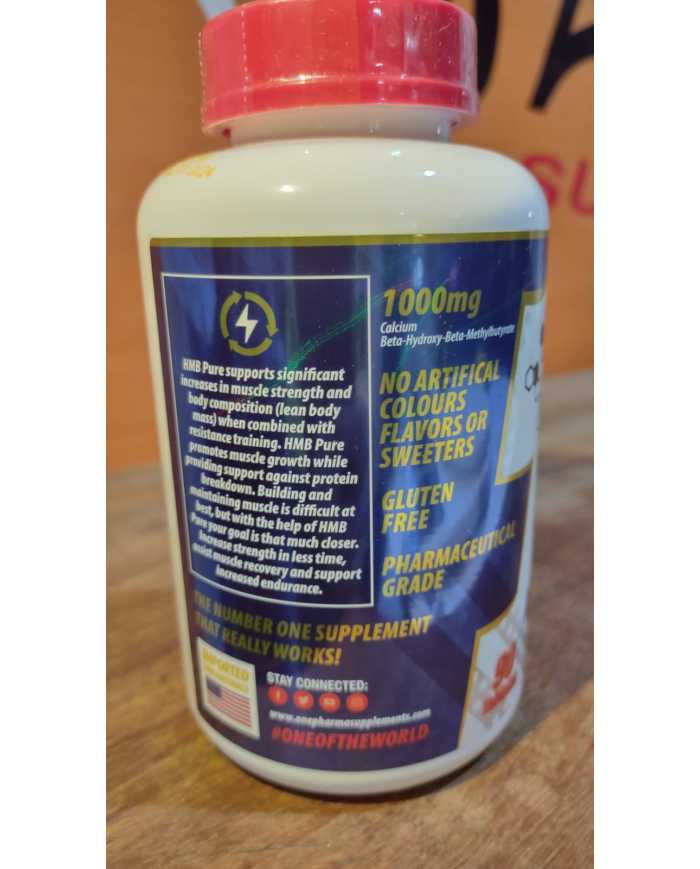 HMB Pure supports significant
increases in muscle strength and
body composition (lean body
mass) when combined with
resistance training. HMB Pure
promotes muscle growth while
providing support against protein
breakdown. Building and
maintaining muscle is difficult at
best, but with the help of HMB
Pure your goal is that much closer.
Increase strength in less time,
assist muscle recovery and support
increased endurance.
THE NUMBER ONE SUPPLEMENT
THAT REALLY WORKS!
IMPORTED
STAY CONNECTED:
www.onepharmasupplements.com
#ONEOFTHEWORLD
1000mg
Calcium
Beta-Hydroxy-Beta-Methylbutyrate
NO ARTIFICAL
COLOURS
FLAVORS OR
SWEETERS
GLUTEN
FREE
PHARMACEUTICAL
GRADE
90
SU